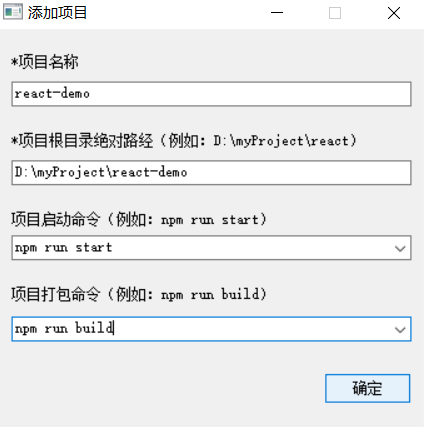 添加项目
*项目名称
react-demo
*项目根目录绝对路经（例如：D:\myProject\react）
D:\myProject\react-demo
项目启动命令（例如：npm run start）
npm run start
项目打包命令（例如：npm run build）
npm run build
确定